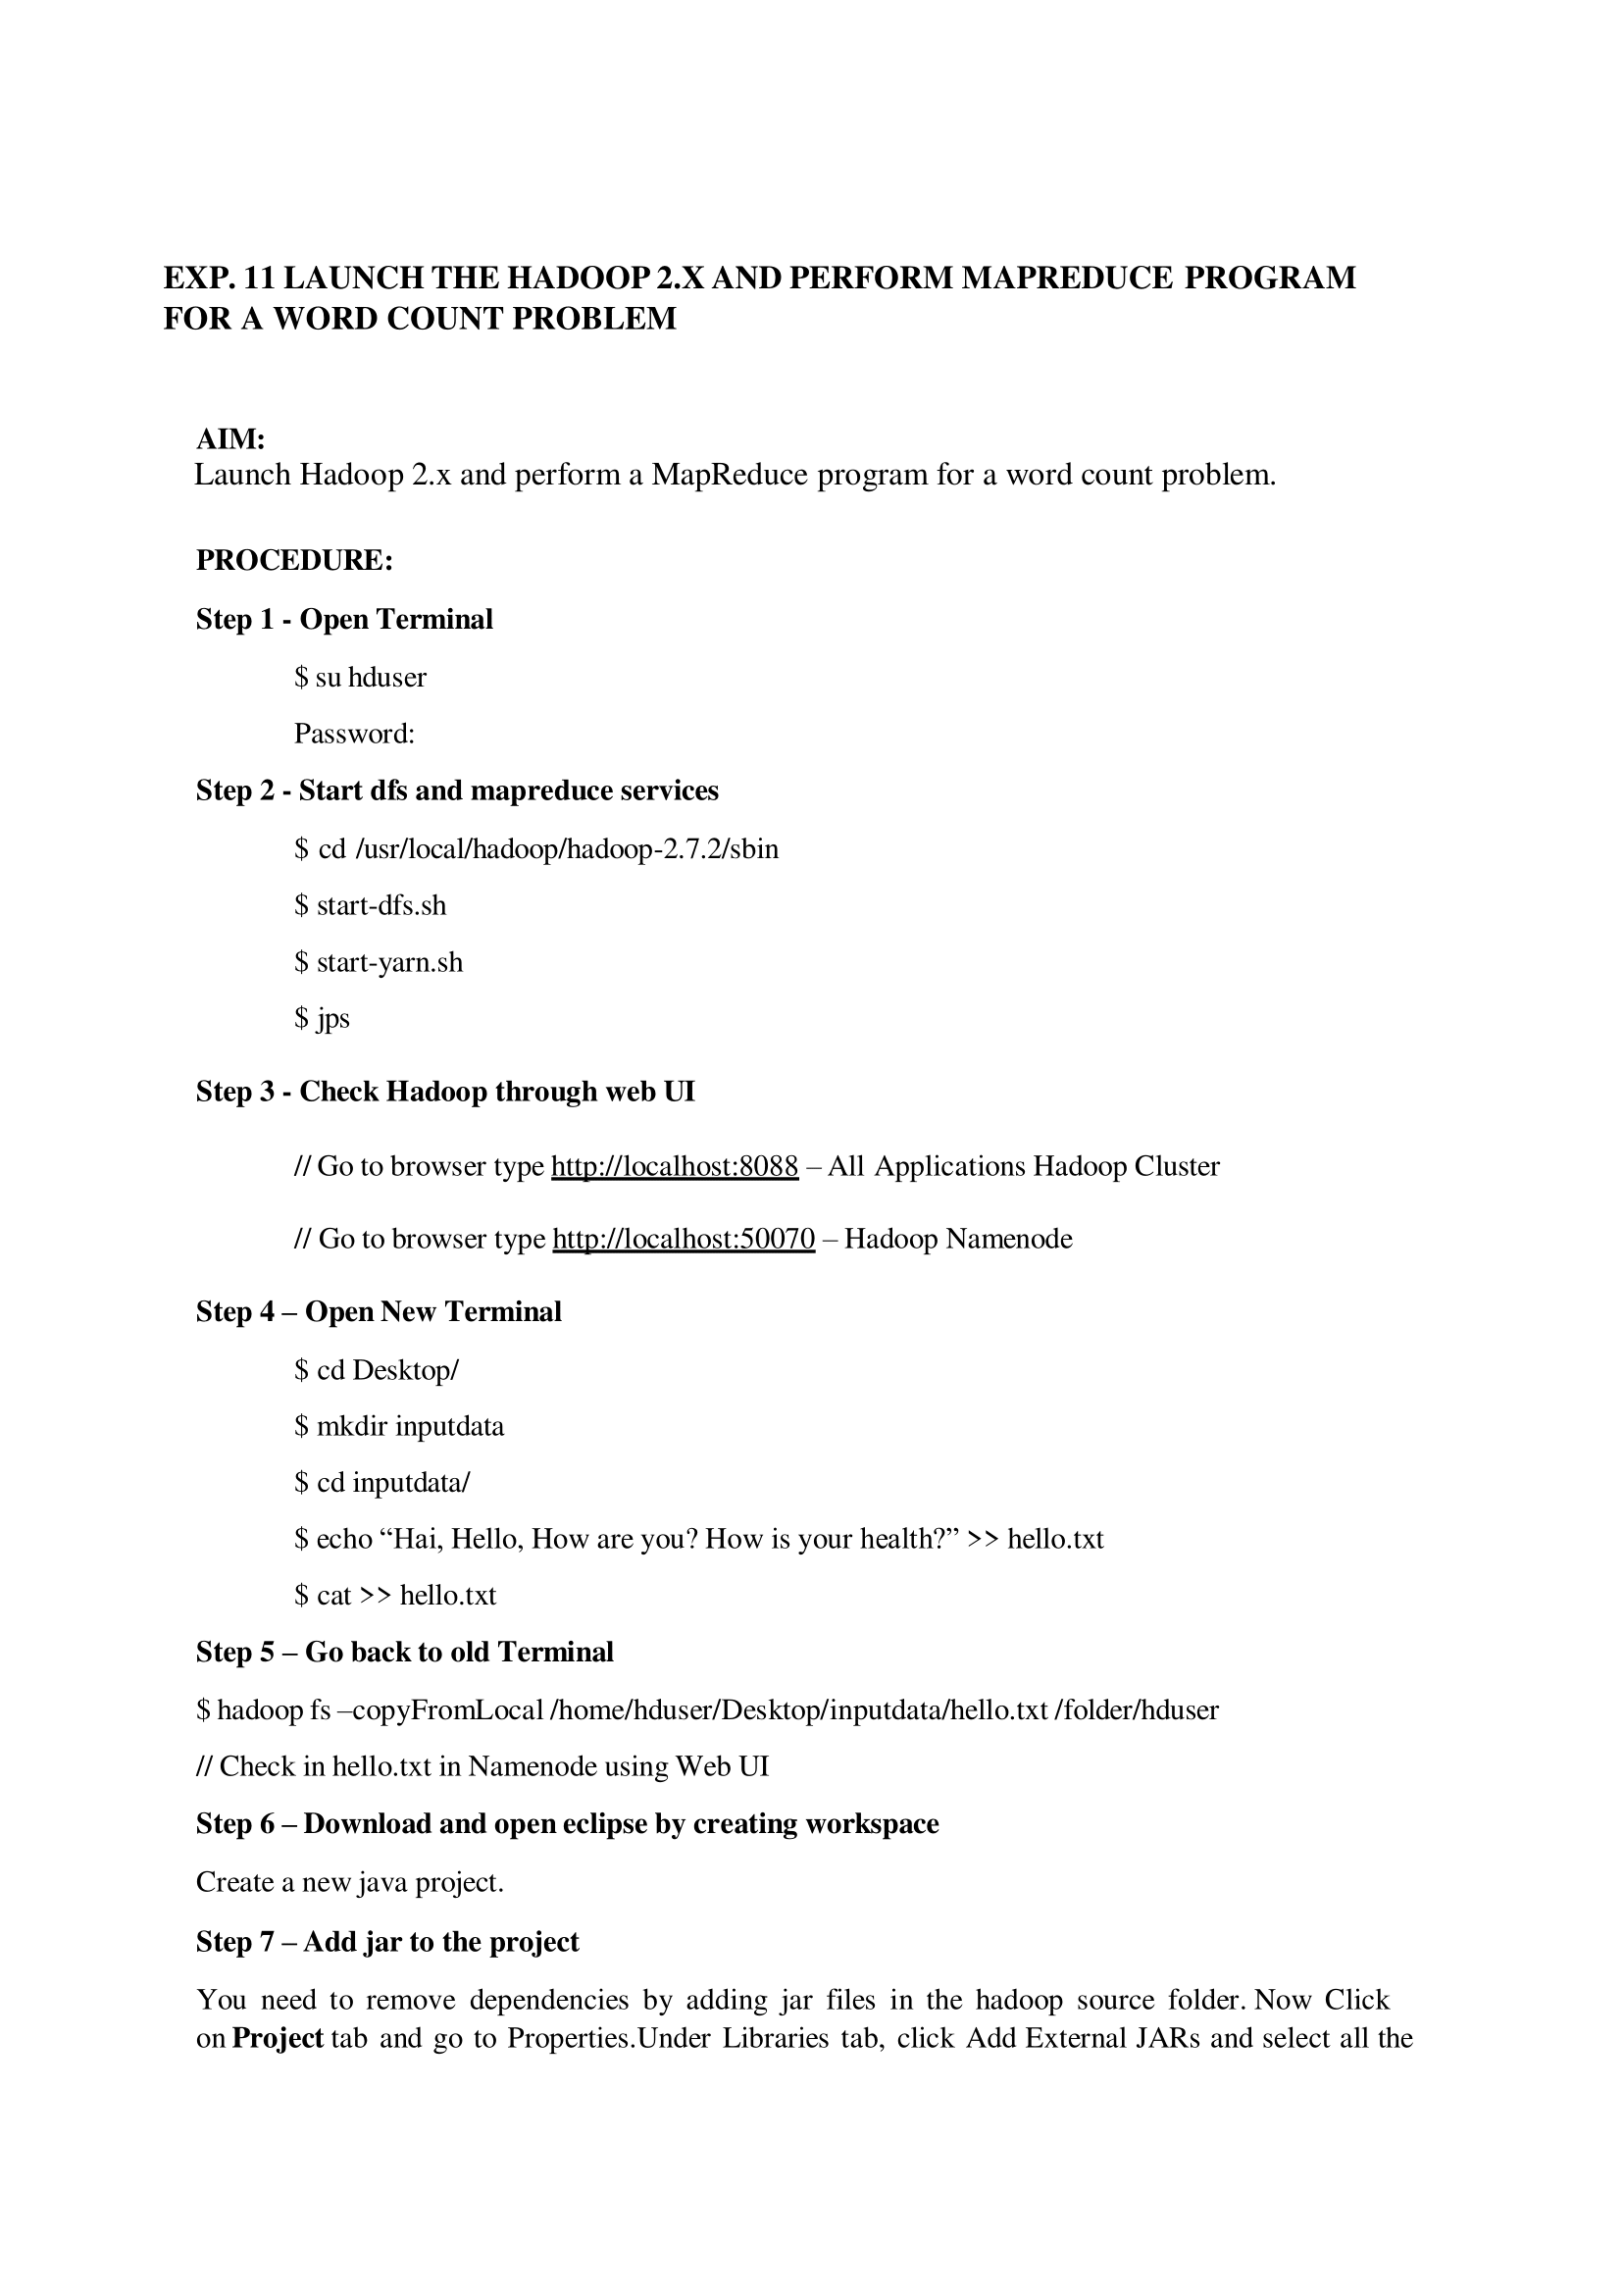 EXP. 11 LAUNCH THE HADOOP 2.X AND PERFORM MAPREDUCE PROGRAM
FOR A WORD COUNT PROBLEM
AIM:
Launch Hadoop 2.x and perform a MapReduce program for a word count problem.
PROCEDURE:
Step 1 - Open Terminal
$ su hduser
Password:
Step 2 - Start dfs and mapreduce services
$ cd /usr/local/hadoop/hadoop-2.7.2/sbin
$ start-dfs.sh
$ start-yarn.sh
$ jps
Step 3 - Check Hadoop through web UI
// Go to browser type http://localhost:8088 – All Applications Hadoop Cluster
// Go to browser type http://localhost:50070 – Hadoop Namenode
Step 4 – Open New Terminal
$ cd Desktop/
$ mkdir inputdata
$ cd inputdata/
$ echo “Hai, Hello, How are you? How is your health?” >> hello.txt
$ cat >> hello.txt
Step 5 – Go back to old Terminal
$ hadoop fs –copyFromLocal /home/hduser/Desktop/inputdata/hello.txt /folder/hduser
// Check in hello.txt in Namenode using Web UI
Step 6 – Download and open eclipse by creating workspace
Create a new java project.
Step 7 – Add jar to the project
You need to remove dependencies by adding jar files in the hadoop source folder. Now Click
on Project tab and go to Properties.Under Libraries tab, click Add External JARs and select all the